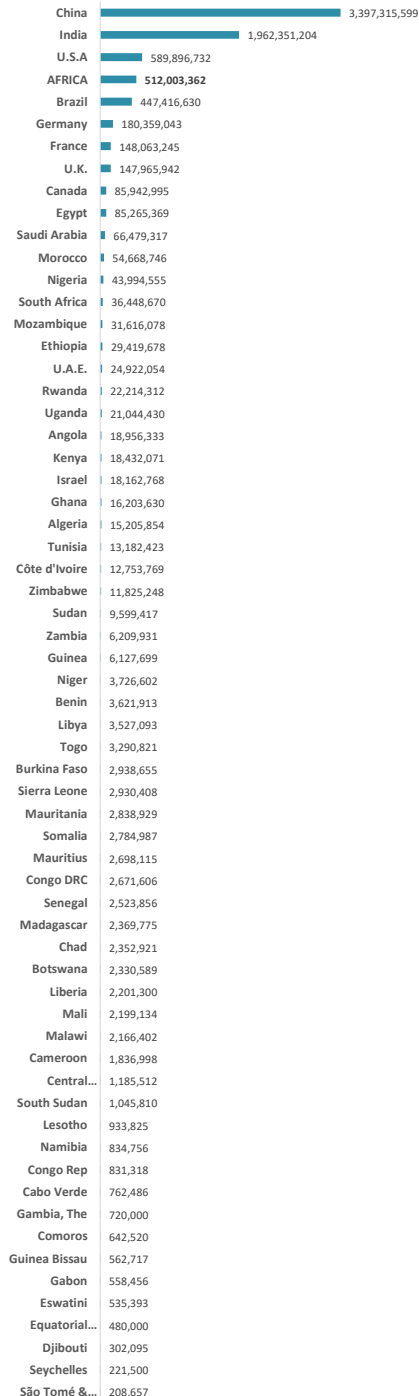 China 3,397,315,599
India 1,962,351,204
U.S.A 589,896,732
AFRICA 512,003,362
Brazil 447,416,630
Germany 180,359,043
France 148,063,245
U.K. 147,965,942
Canada 85,942,995
Egypt 85,265,369
Saudi Arabia 66,479,317
Morocco 54,668,746
Nigeria 43,994,555
South Africa 36,448,670
Mozambique 31,616,078
Ethiopia 29,419,678
U.A.E. 24,922,054
Rwanda 22,214,312
Uganda 21,044,430
Angola 18,956,333
Kenya 18,432,071
Israel 18,162,768
Ghana 16,203,630
Algeria 15,205,854
Tunisia 13,182,423
Côte d'Ivoire 12,753,769
Zimbabwe 11,825,248
Sudan 9,599,417
Zambia 6,209,931
Guinea 6,127,699
Niger 3,726,602
Benin 3,621,913
Libya 3,527,093
Togo 3,290,821
Burkina Faso 2,938,655
Sierra Leone 2,930,408
Mauritania 2,838,929
Somalia 2,784,987
Mauritius 2,698,115
Congo DRC 2,671,606
Senegal 2,523,856
Madagascar 2,369,775
Chad 2,352,921
Botswana 2,330,589
Liberia 2,201,300
Mali 2,199,134
Malawi 2,166,402
Cameroon 1,836,998
Central… 1,185,512
South Sudan 1,045,810
Lesotho 933,825
Namibia 834,756
Congo Rep 831,318
Cabo Verde 762,486
Gambia, The 720,000
Comoros 642,520
Guinea Bissau 562,717
Gabon 558,456
Eswatini 535,393
Equatorial… 480,000
Djibouti 302,095
Seychelles 221,500
São Tomé &… 208,657